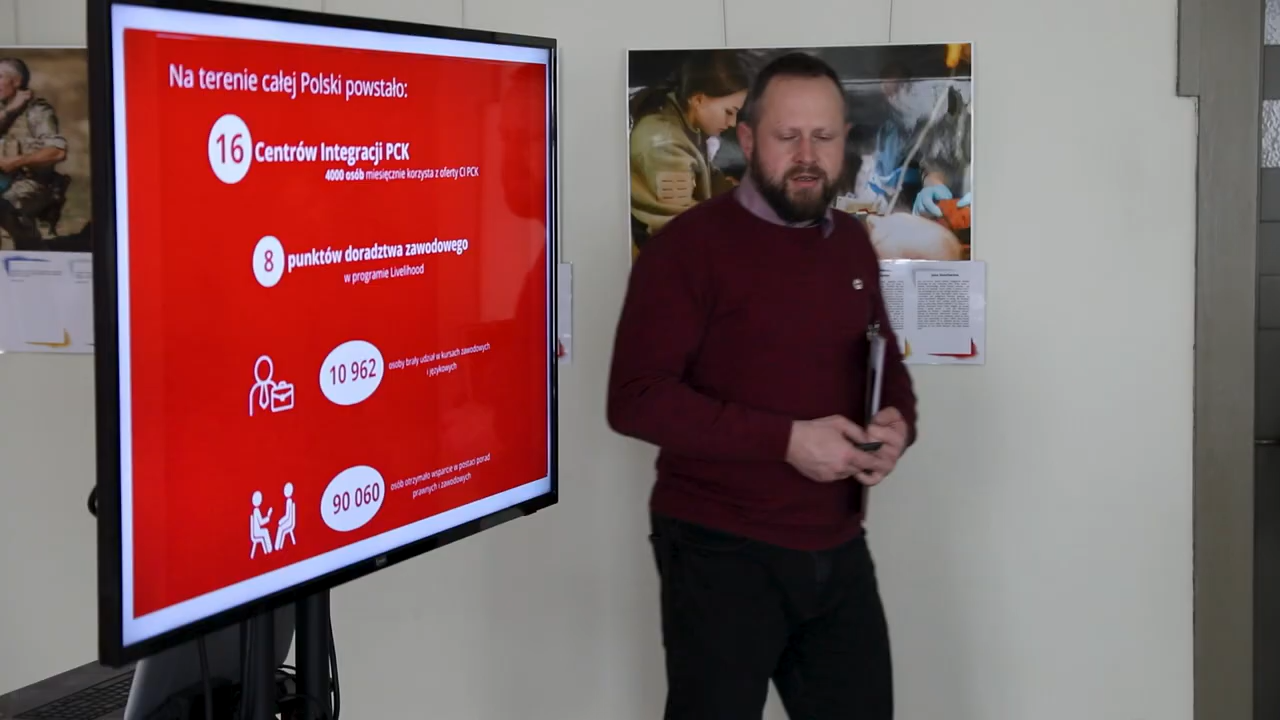 Na terenie całej Polski powstało:
16 Centrów Integracji PCK
4000 osób miesięcznie korzysta z oferty CI PCK
8 punktów doradztwa zawodowego
w programie Livelihood
10 962 osoby brały udział w kursach zawodowych
i językowych
90 060 osób otrzymało wsparcie w postaci porad
prawnych i zawodowych